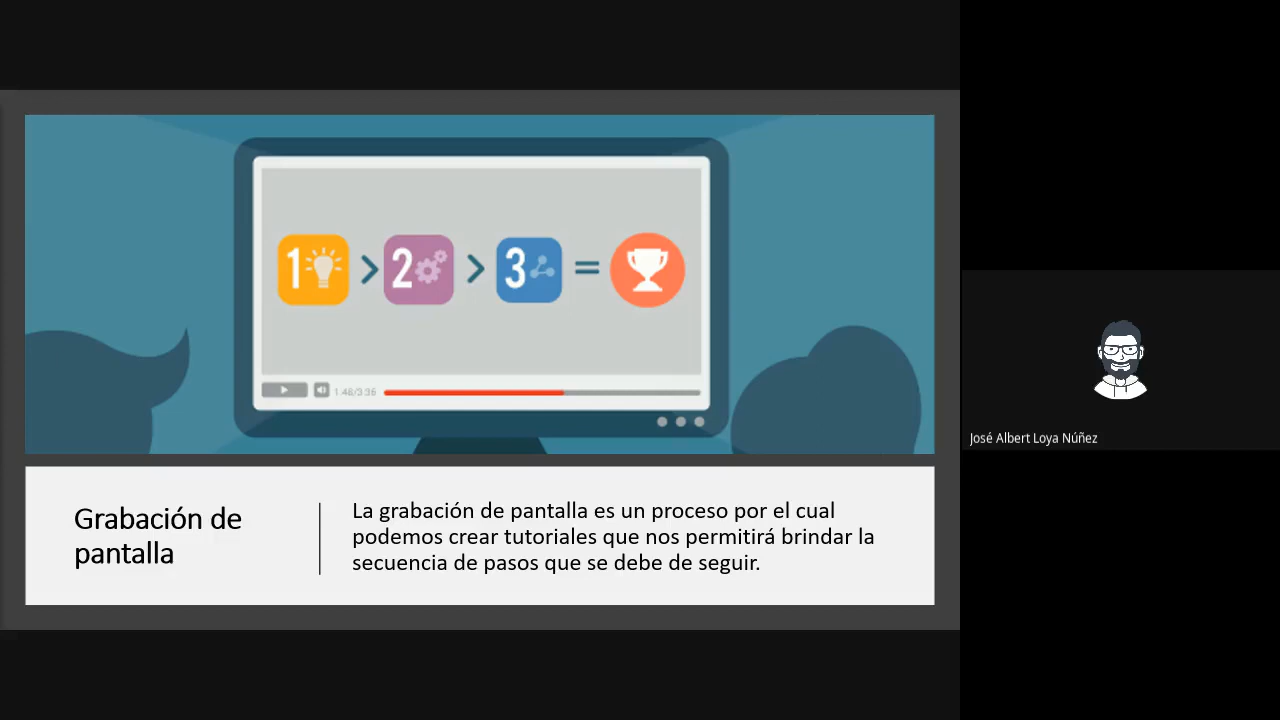 1 > 2 > 3 =
1:46/3:36
Grabación de
pantalla
La grabación de pantalla es un proceso por el cual
podemos crear tutoriales que nos permitirá brindar la
secuencia de pasos que se debe de seguir.
José Albert Loya Núñez